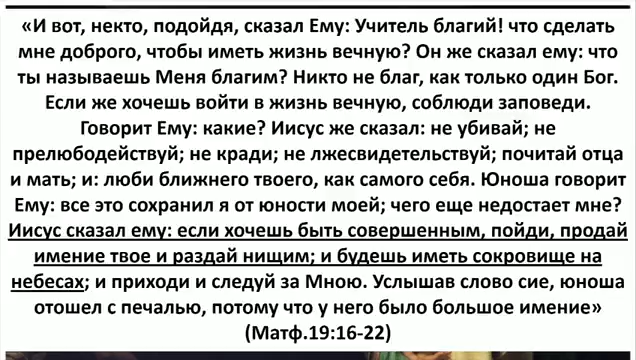 «И вот, некто, подойдя, сказал Ему: Учитель благий! что сделать
мне доброго, чтобы иметь жизнь вечную? Он же сказал ему: что
ты называешь Меня благим? Никто не благ, как только один Бог.
Если же хочешь войти в жизнь вечную, соблюди заповеди.
Говорит Ему: какие? Иисус же сказал: не убивай; не
прелюбодействуй; не кради; не лжесвидетельствуй; почитай отца
и мать; и: люби ближнего твоего, как самого себя. Юноша говорит
Ему: все это сохранил я от юности моей; чего еще недостает мне?
Иисус сказал ему: если хочешь быть совершенным, пойди, продай
имение твое и раздай нищим; и будешь иметь сокровище на
небесах; и приходи и следуй за Мною. Услышав слово сие, юноша
отошел с печалью, потому что у него было большое имение»
(Матф.19:16-22)